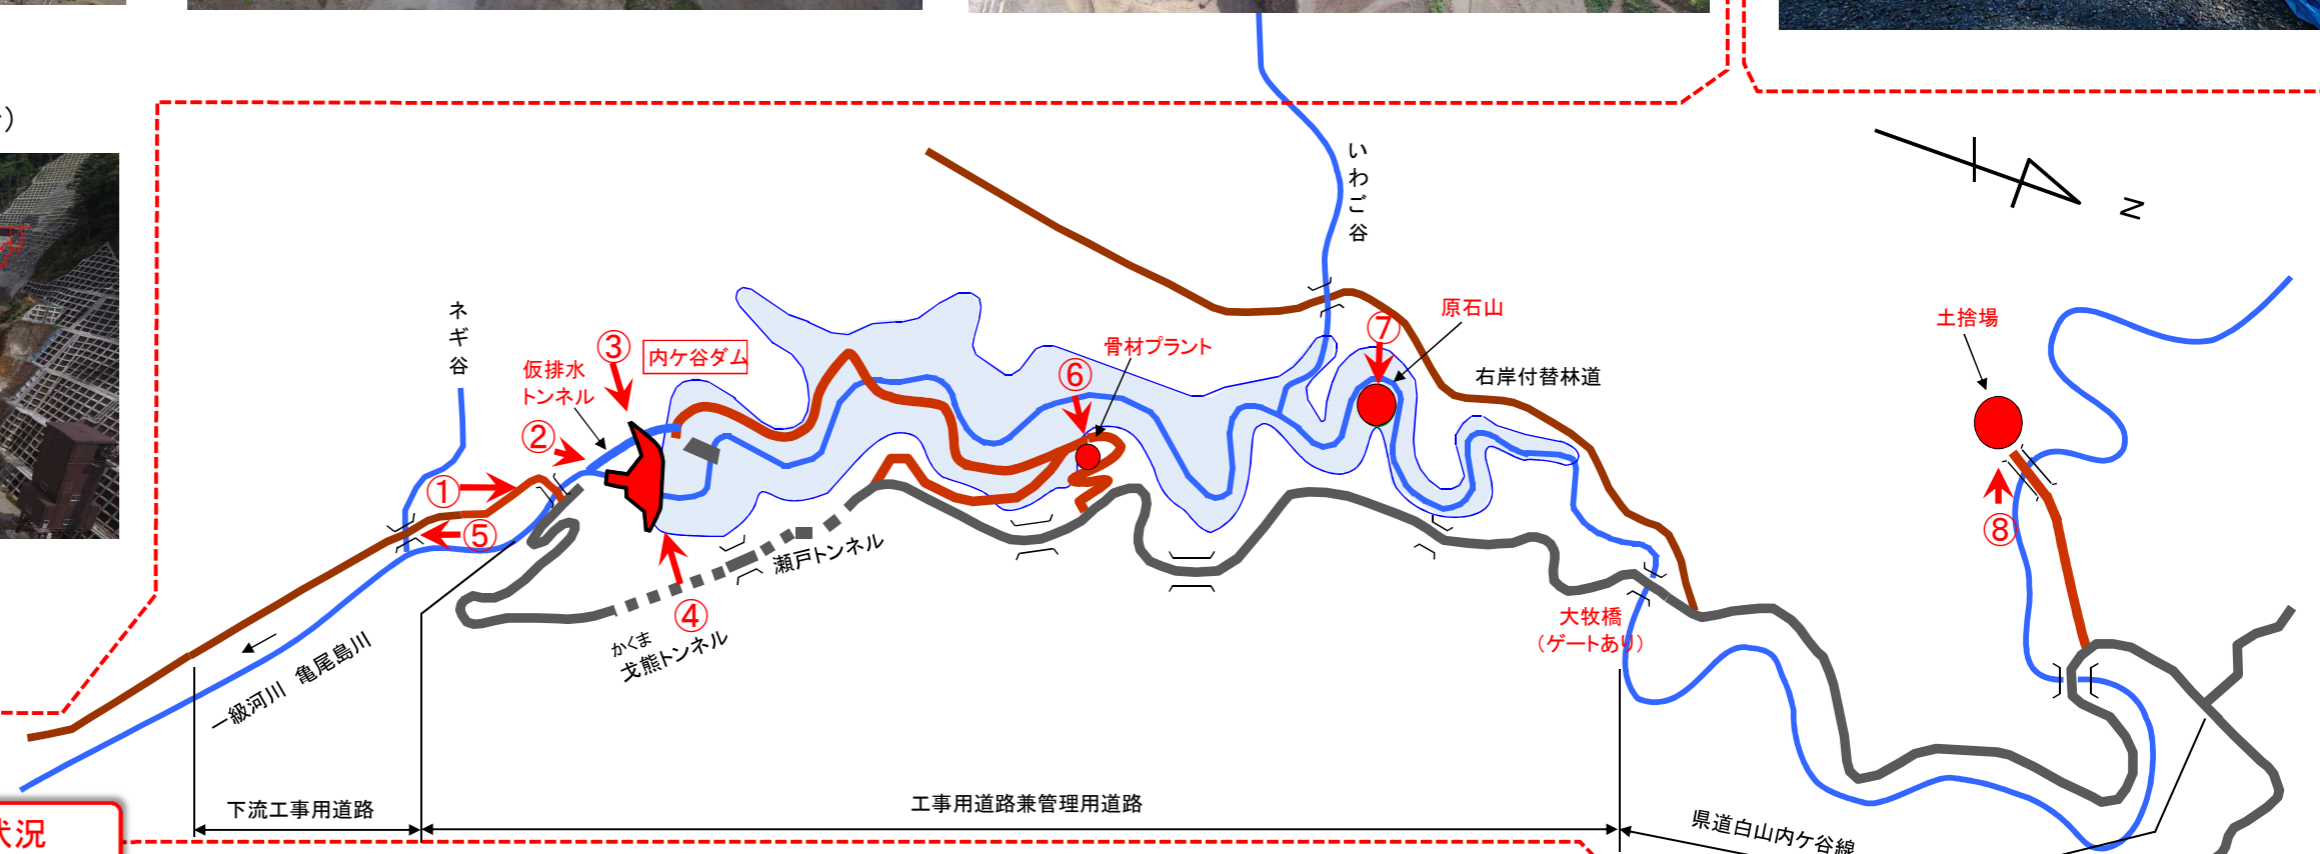 いわご谷
N
ネギ谷
③
内ケ谷ダム
仮排水
トンネル
②
①
⑤
⑥
骨材プラント
⑦
原石山
右岸付替林道
土捨場
⑧
瀬戸トンネル
④
かくま
戈熊トンネル
大牧橋
(ゲートあり)
一級河川 亀尾島川
下流工事用道路
工事用道路兼管理用道路
県道白山内ケ谷線
状況